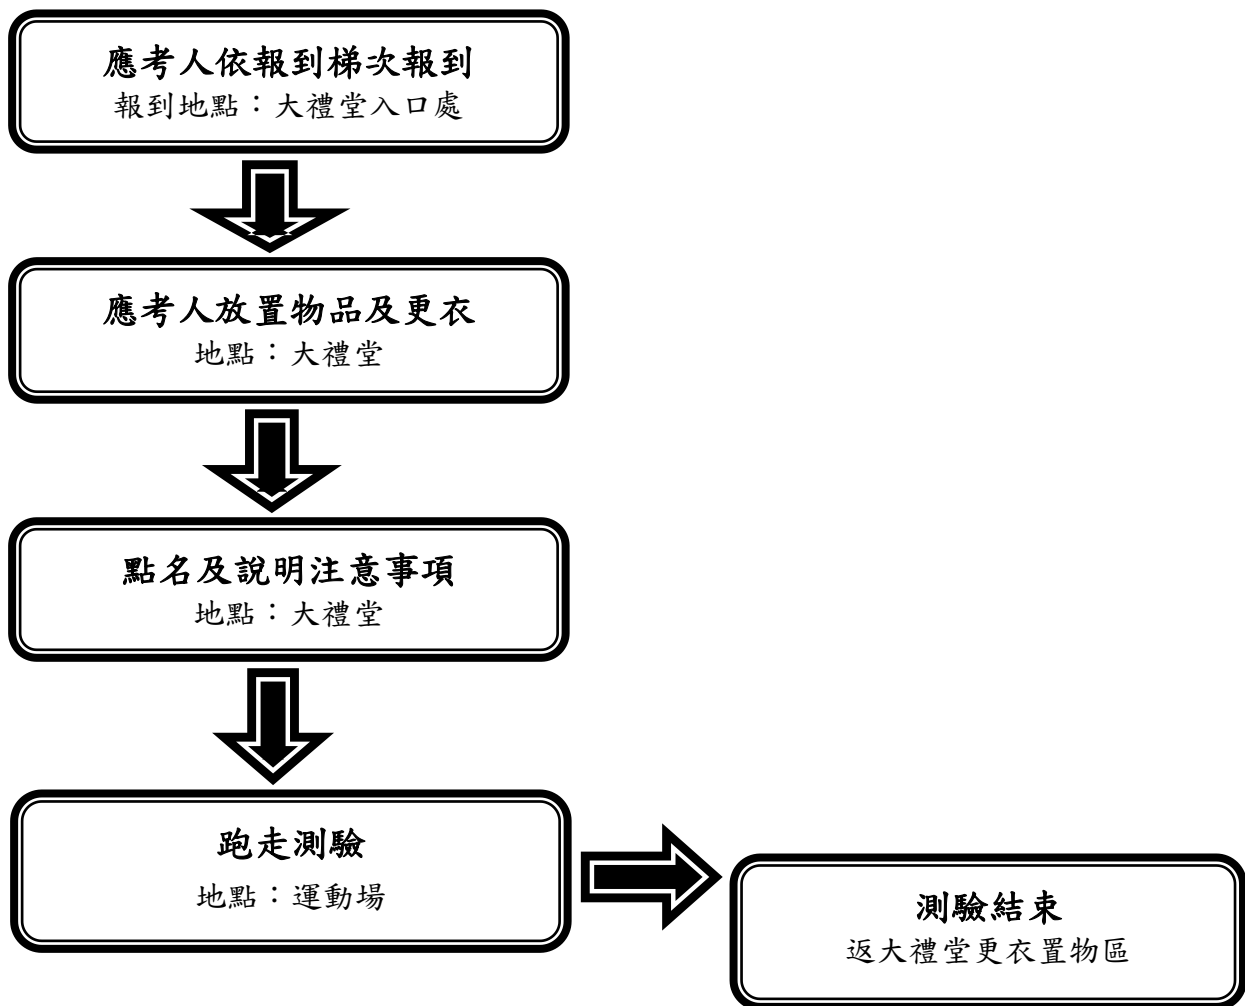 應考人依報到梯次報到
報到地點：大禮堂入口處
應考人放置物品及更衣
地點：大禮堂
點名及說明注意事項
地點：大禮堂
跑走測驗
地點：運動場
測驗結束
返大禮堂更衣置物區